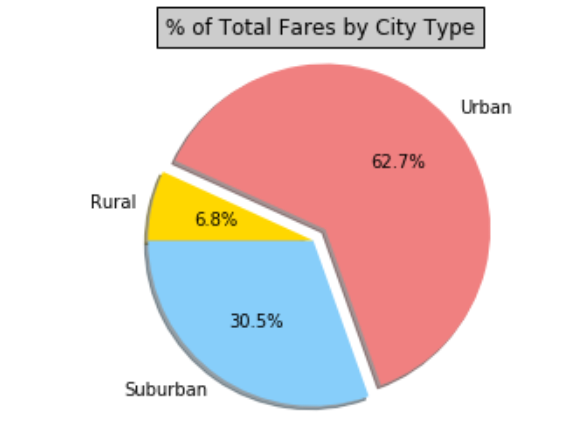 % of Total Fares by City Type
Urban
62.7%
Rural
6.8%
30.5%
Suburban